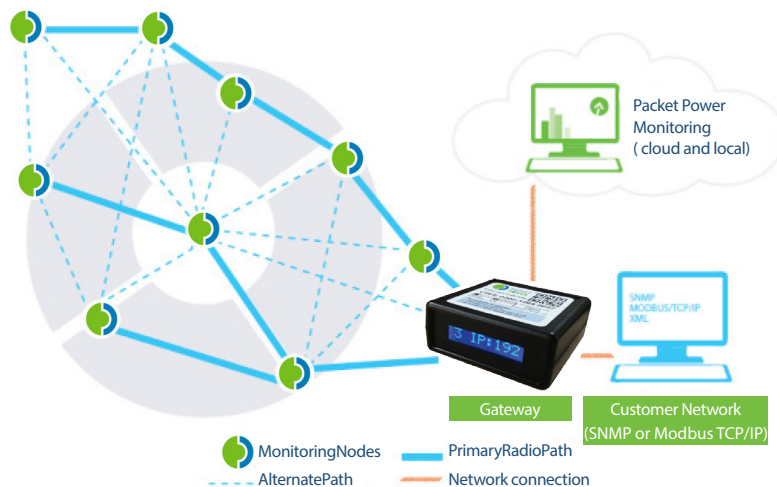 Packet Power
Monitoring
( cloud and local)
SNMP
MODBUS/TCP/IP
XML
3 IP:192
Gateway
Customer Network
(SNMP or Modbus TCP/IP)
MonitoringNodes
PrimaryRadioPath
AlternatePath
Network connection